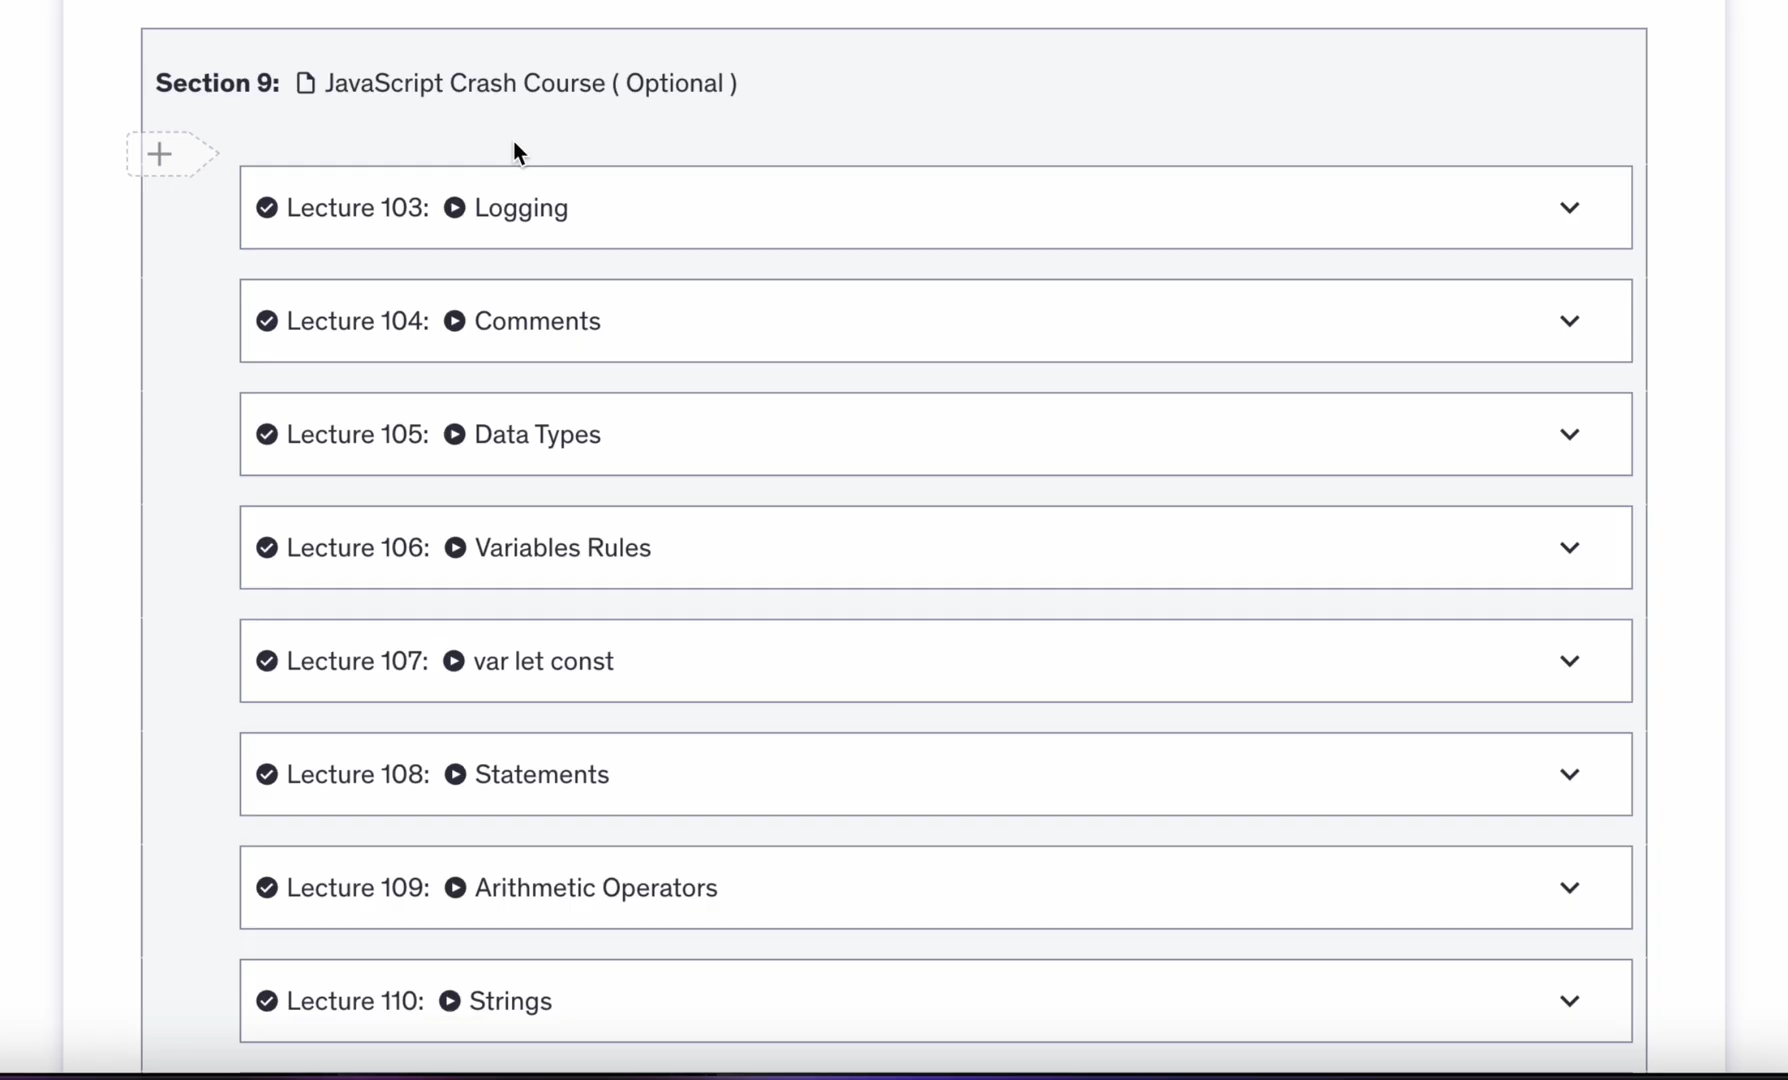 Section 9: JavaScript Crash Course ( Optional )
Lecture 103: Logging
Lecture 104: Comments
Lecture 105: Data Types
Lecture 106: Variables Rules
Lecture 107: var let const
Lecture 108: Statements
Lecture 109: Arithmetic Operators
Lecture 110: Strings